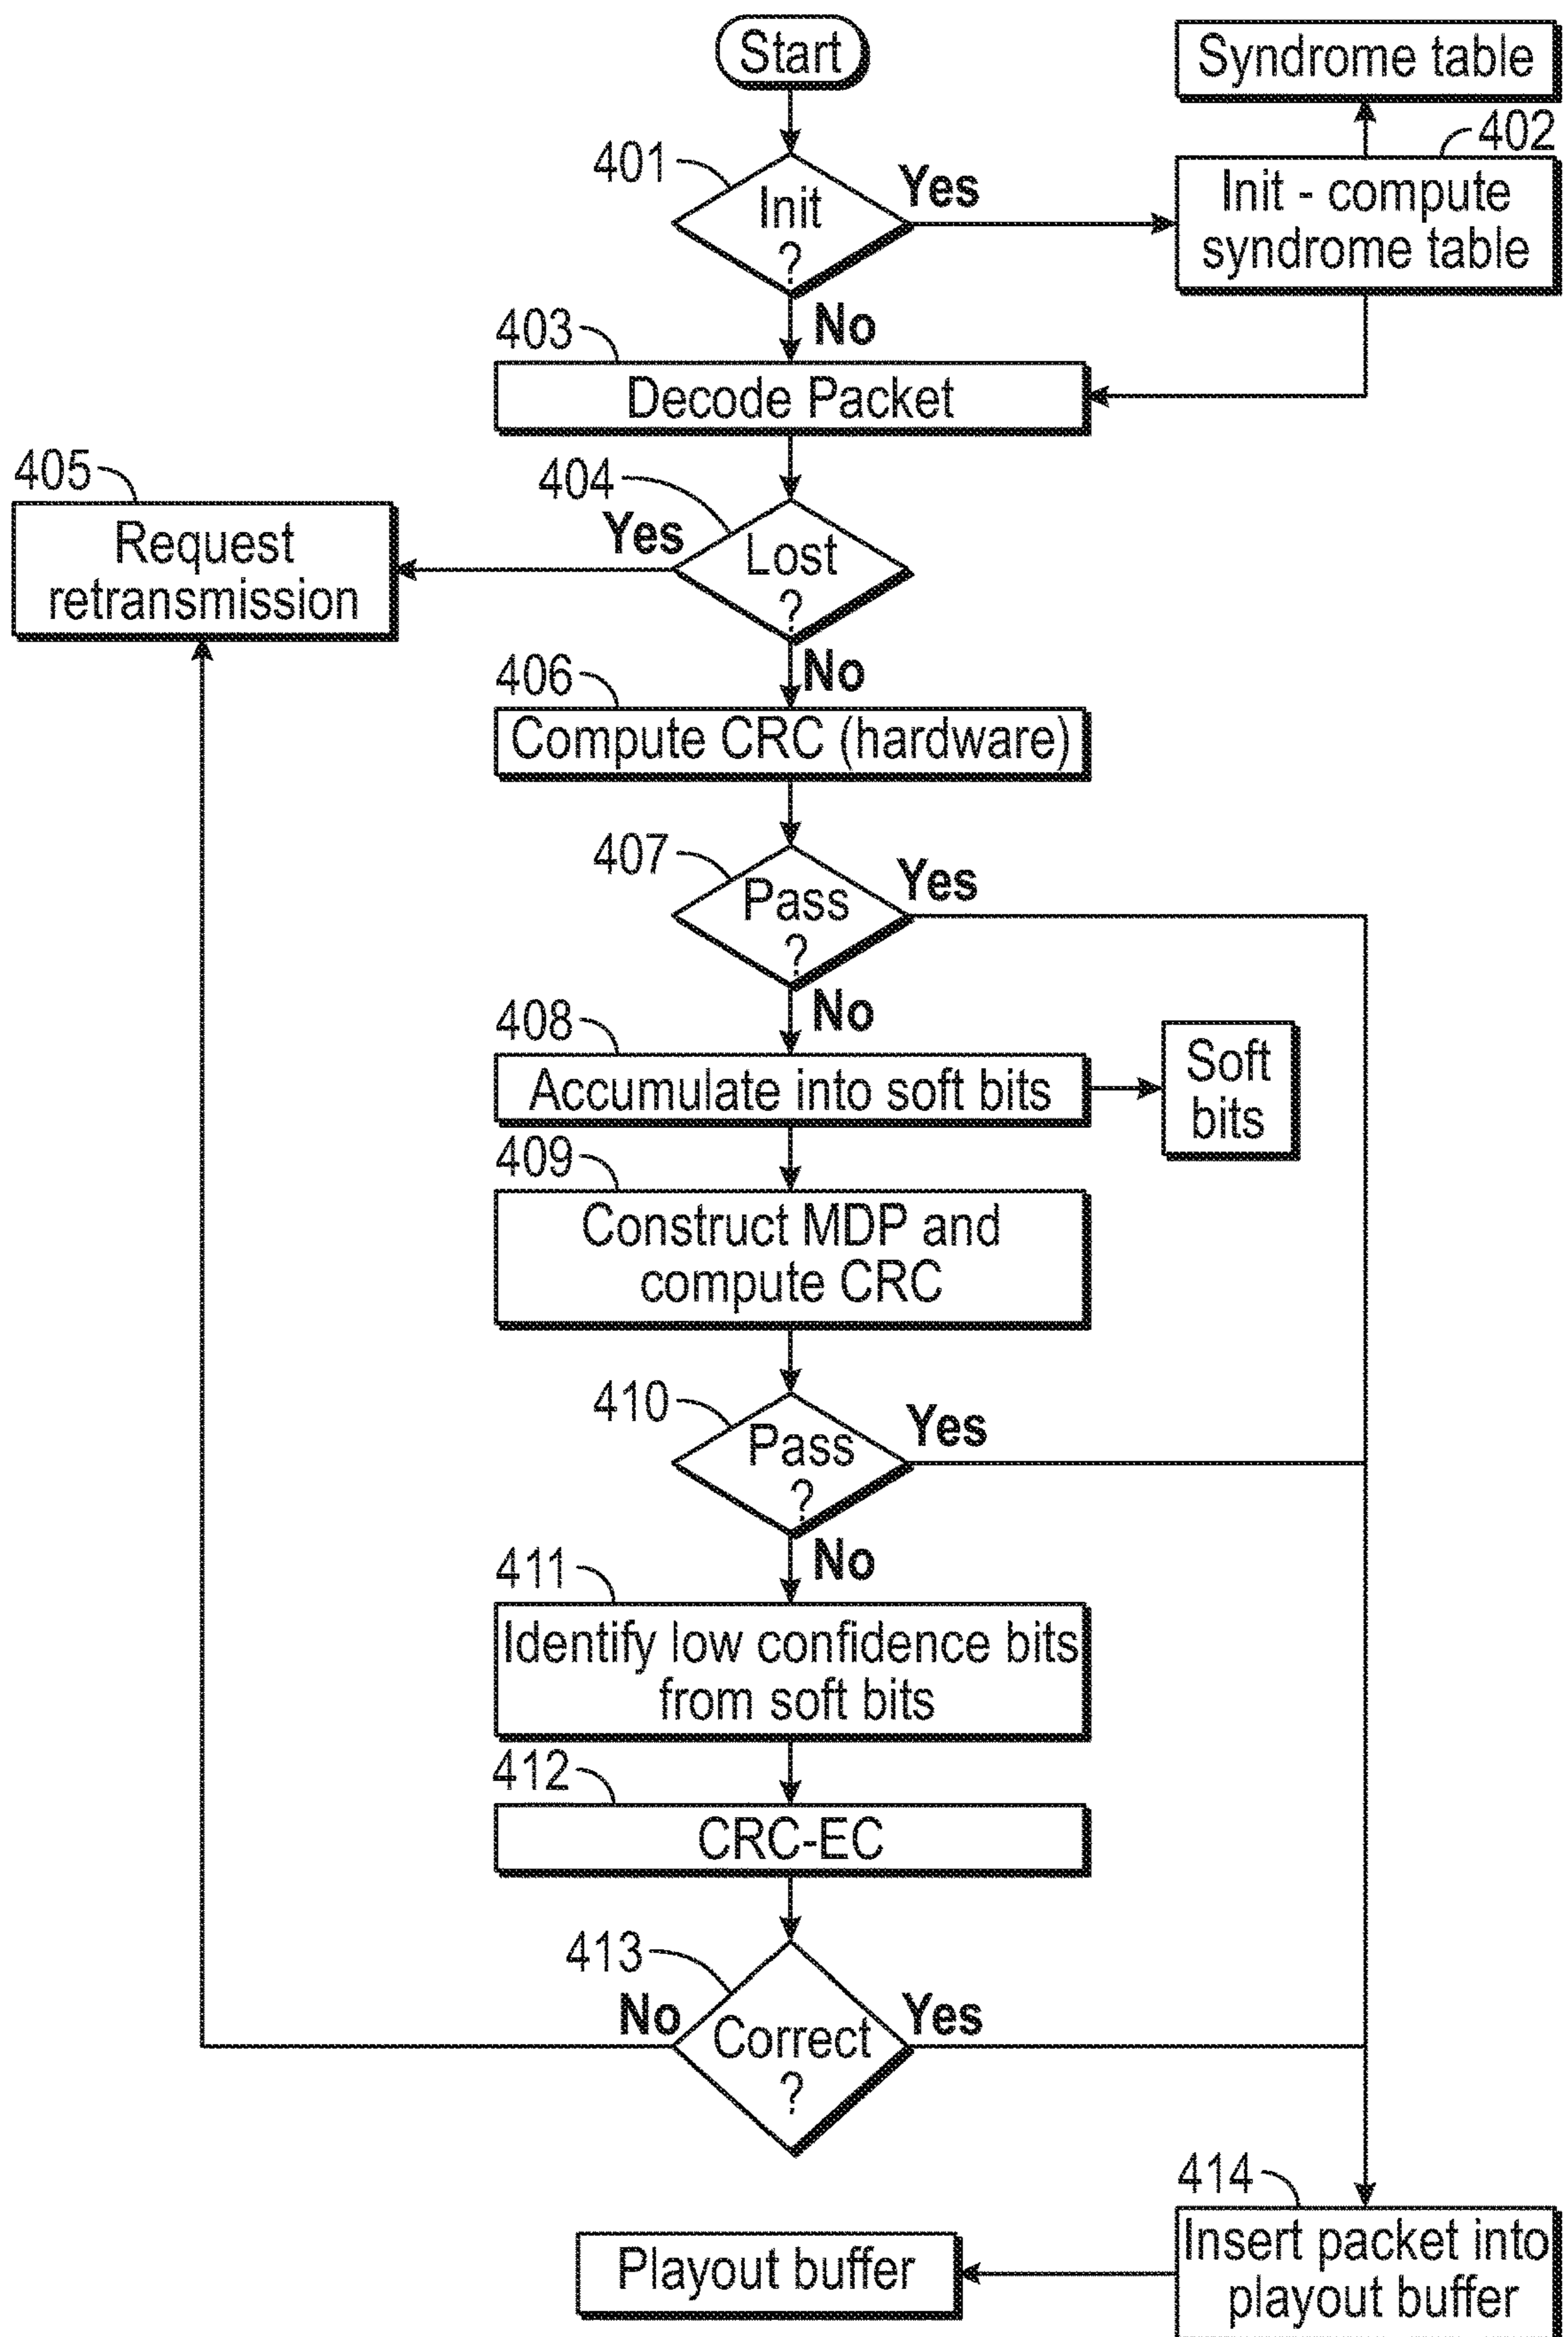 Start
Syndrome table
401
Init
?
Yes
402
Init - compute
syndrome table
No
403
Decode Packet
405
Request
retransmission
404
Yes
Lost
?
No
406
Compute CRC (hardware)
407
Pass
?
Yes
No
408
Accumulate into soft bits
Soft
bits
409
Construct MDP and
compute CRC
410
Pass
?
Yes
No
411
Identify low confidence bits
from soft bits
412
CRC-EC
413
No
Correct
?
Yes
414
Insert packet into
playout buffer
Playout buffer